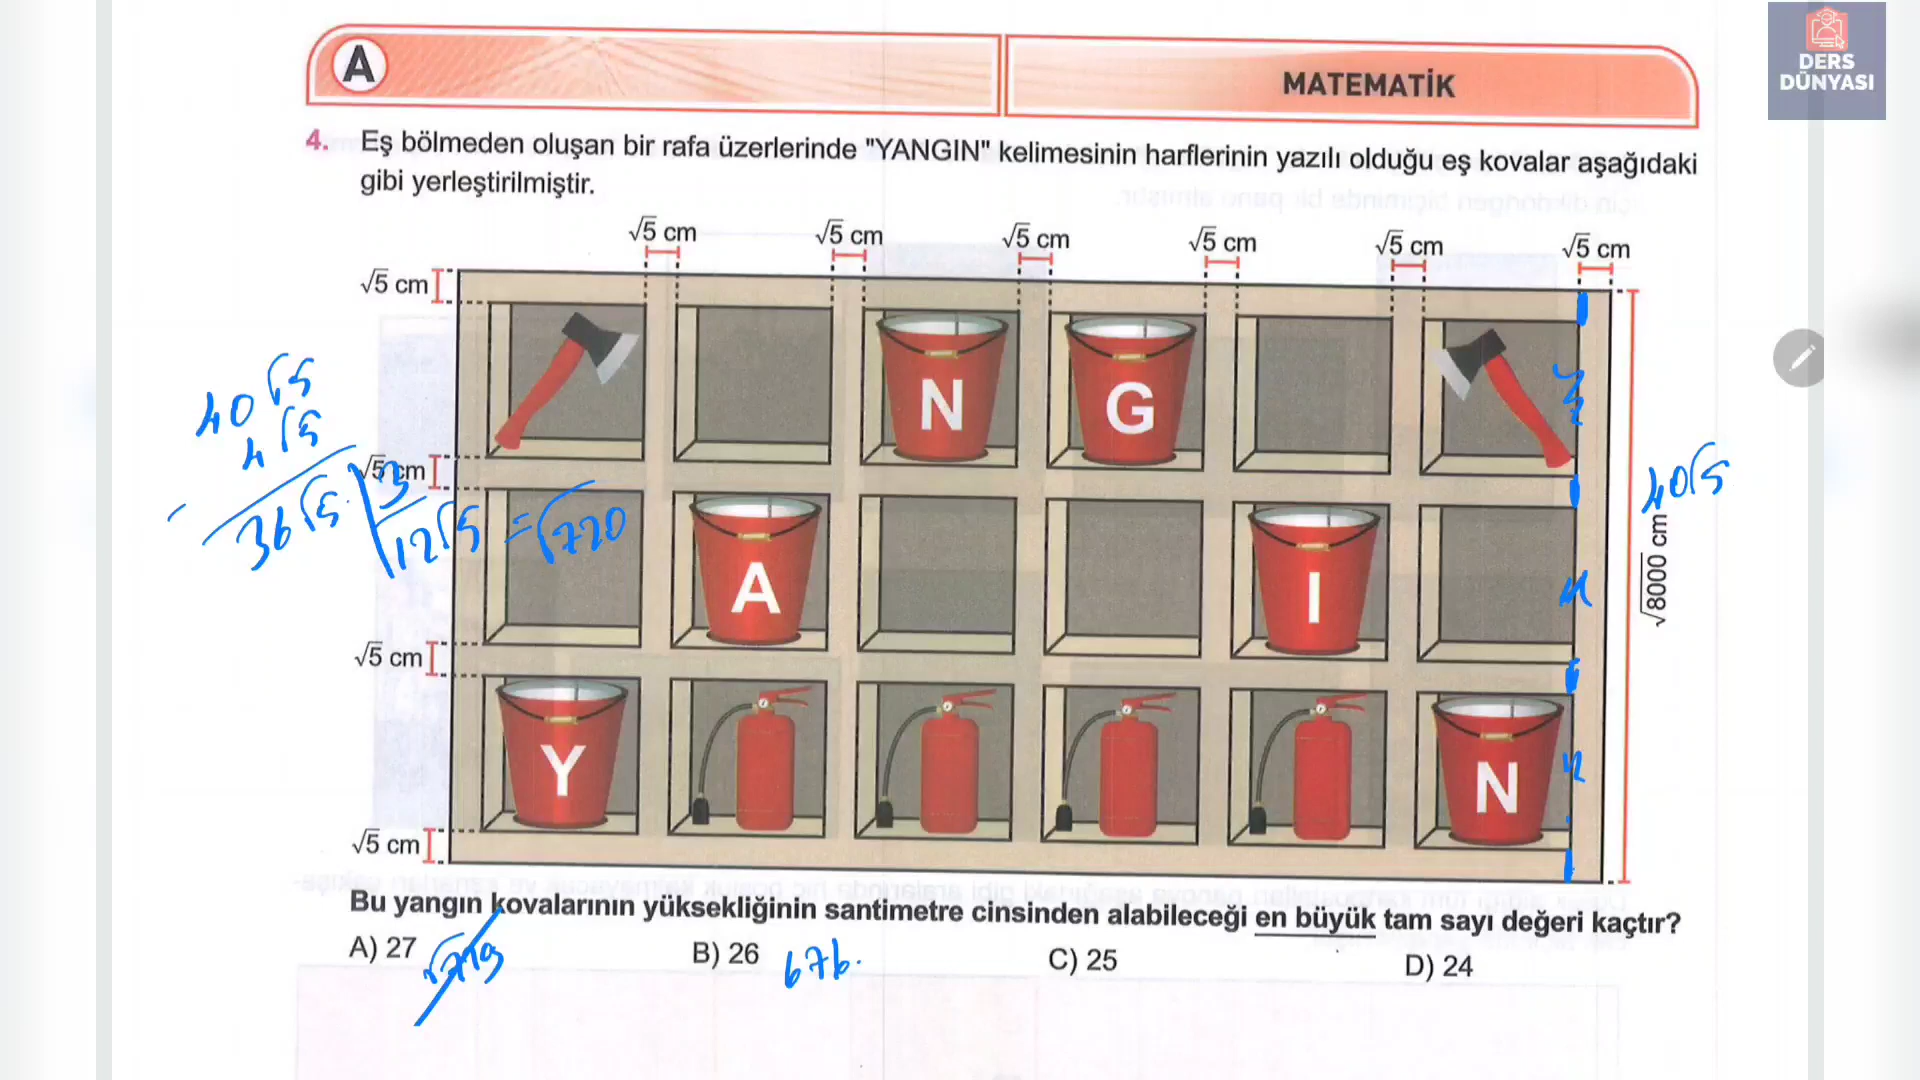 DERS
DÜNYASI
A
MATEMATİK
4. Eş bölmeden oluşan bir rafa üzerlerinde "YANGIN" kelimesinin harflerinin yazılı olduğu eş kovalar aşağıdaki
gibi yerleştirilmiştir.
√5 cm √5 cm √5 cm √5 cm √5 cm √5 cm
√5 cm
N G
40√5
4√5
√5 cm
- 36√5 3
12√5 = √720
40√5
√8000 cm
A I
√5 cm
Y N
√5 cm
Bu yangın kovalarının yüksekliğinin santimetre cinsinden alabileceği en büyük tam sayı değeri kaçtır?
A) 27 B) 26 676 C) 25 D) 24